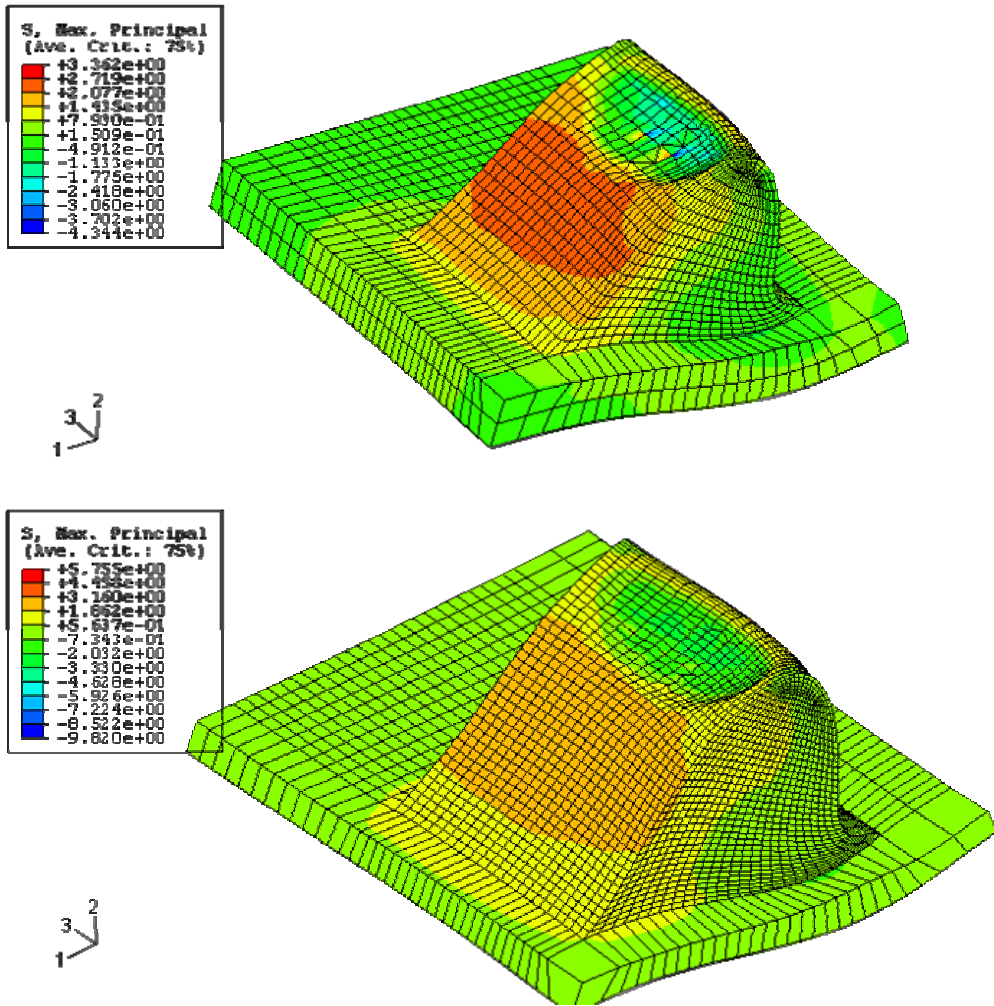 S, Max. Principal
(Ave. Crit.: 75%)
+3.362e+00
+2.719e+00
+2.077e+00
+1.435e+00
+7.930e-01
+1.509e-01
-4.912e-01
-1.133e+00
-1.775e+00
-2.418e+00
-3.060e+00
-3.702e+00
-4.344e+00
2
3
1
S, Max. Principal
(Ave. Crit.: 75%)
+5.755e+00
+4.458e+00
+3.160e+00
+1.862e+00
+5.637e-01
-7.343e-01
-2.032e+00
-3.330e+00
-4.628e+00
-5.926e+00
-7.224e+00
-8.522e+00
-9.820e+00
2
3
1